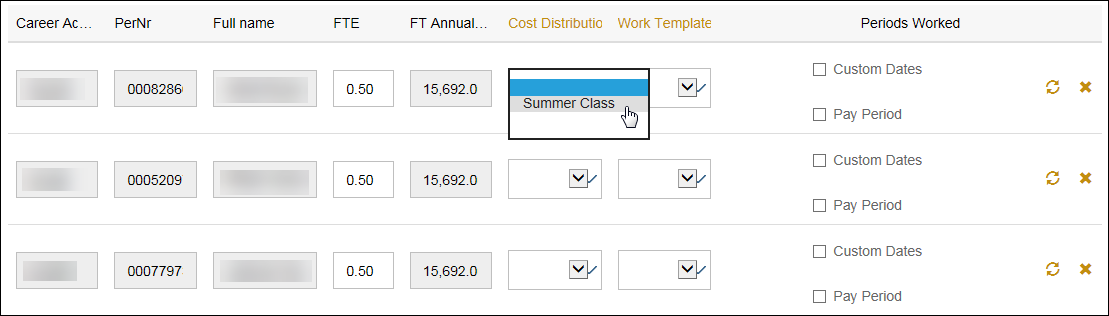 Career Ac... PerNr Full name FTE FT Annual... Cost Distributio Work Template Periods Worked
0008286 0.50 15,692.0 Summer Class Custom Dates
Pay Period
0005209 0.50 15,692.0 Custom Dates
Pay Period
0007797 0.50 15,692.0 Custom Dates
Pay Period